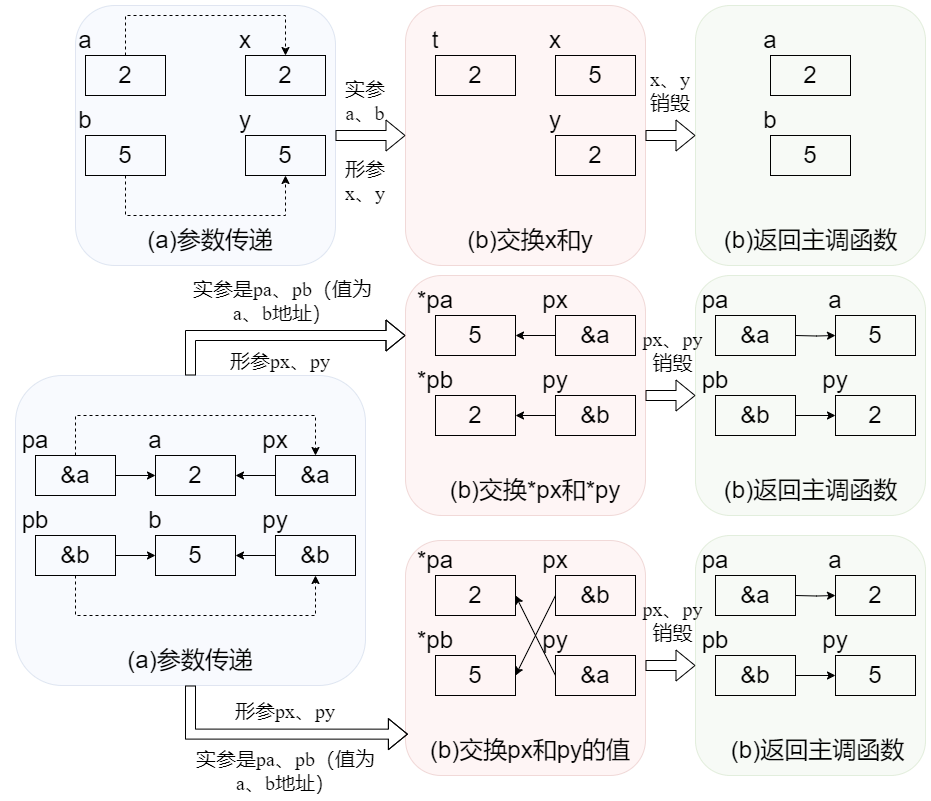 a
x
2
2
b
y
5
5
(a)参数传递
实参
a、b
形参
x、y
t
x
2
5
y
2
(b)交换x和y
x、y
销毁
a
2
b
5
(b)返回主调函数
实参是pa、pb（值为
a、b地址）
形参px、py
pa
a
px
&a
2
&a
pb
b
py
&b
5
&b
(a)参数传递
*pa
px
5
&a
*pb
py
2
&b
(b)交换*px和*py
px、py
销毁
pa
a
&a
5
pb
py
&b
2
(b)返回主调函数
形参px、py
实参是pa、pb（值为
a、b地址）
*pa
px
2
&b
*pb
py
5
&a
(b)交换px和py的值
px、py
销毁
pa
a
&a
2
pb
py
&b
5
(b)返回主调函数